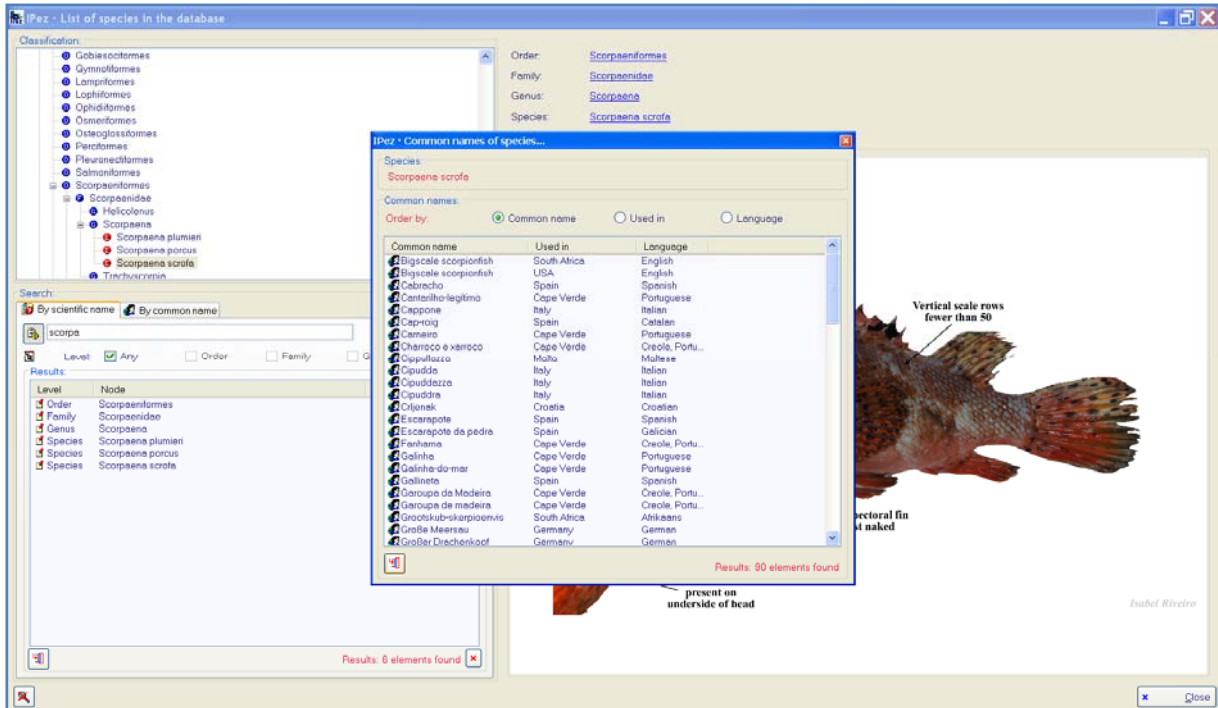 IPez · List of species in the database
Classification:
Gobiesociformes
Gymnotiformes
Lampriformes
Lophiiformes
Ophidiformes
Osmeriformes
Osteoglossiformes
Perciformes
Pleuronectiformes
Salmoniformes
Scorpaeniformes
Scorpaenidae
Helicolenus
Scorpaena
Scorpaena plumieri
Scorpaena porcus
Scorpaena scrofa
Trachyscorpia
Order: Scorpaeniformes
Family: Scorpaenidae
Genus: Scorpaena
Species: Scorpaena scrofa
Search:
By scientific name By common name
scorpa
Level: Any Order Family G
Results:
Level Node
Order Scorpaeniformes
Family Scorpaenidae
Genus Scorpaena
Species Scorpaena plumieri
Species Scorpaena porcus
Species Scorpaena scrofa
Results: 6 elements found
IPez · Common names of species...
Species:
Scorpaena scrofa
Common names:
Order by: Common name Used in Language
Common name Used in Language
Bigscale scorpionfish South Africa English
Bigscale scorpionfish USA English
Cabracho Spain Spanish
Cantarilho-legítimo Cape Verde Portuguese
Cappone Italy Italian
Cap-roig Spain Catalan
Carneiro Cape Verde Portuguese
Charroco e xarroco Cape Verde Creole, Portu...
Cippullazza Malta Maltese
Cipudda Italy Italian
Cipuddazza Italy Italian
Cipuddra Italy Italian
Crljenak Croatia Croatian
Escarapote Spain Spanish
Escarapote de pedra Spain Galician
Fanhama Cape Verde Creole, Portu...
Galinha Cape Verde Portuguese
Galinha-do-mar Cape Verde Portuguese
Gallineta Spain Spanish
Garoupa da Madeira Cape Verde Creole, Portu...
Garoupa de madeira Cape Verde Creole, Portu...
Grootskub-skerpioenvis South Africa Afrikaans
Große Meersau Germany German
Großer Drachenkopf Germany German
Results: 90 elements found
Vertical scale rows
fewer than 50
pectoral fin
st naked
present on
underside of head
Isabel Riveiro
Close